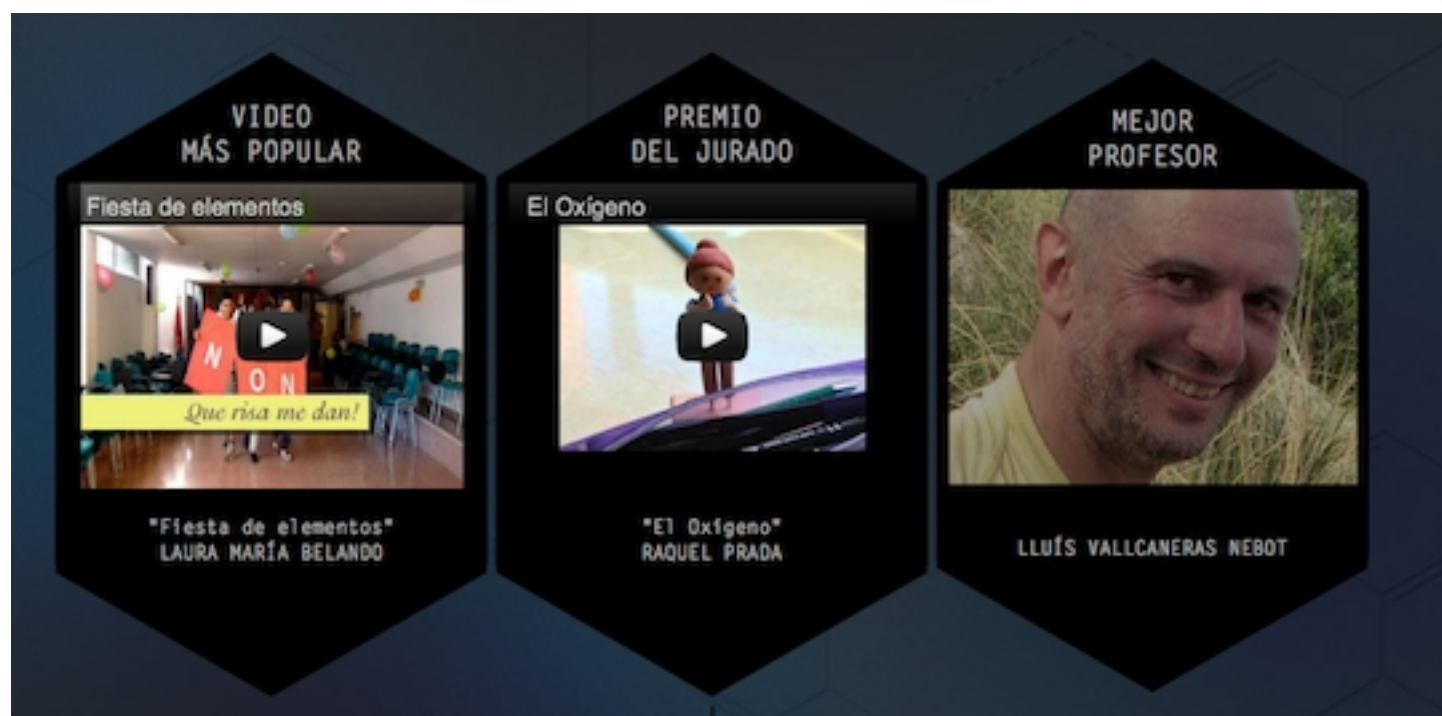 VIDEO
MÁS POPULAR
Fiesta de elementos
N
O N
Que risa me dan!
"Fiesta de elementos"
LAURA MARÍA BELANDO
PREMIO
DEL JURADO
El Oxígeno
"El Oxígeno"
RAQUEL PRADA
MEJOR
PROFESOR
LLUÍS VALLCANERAS NEBOT